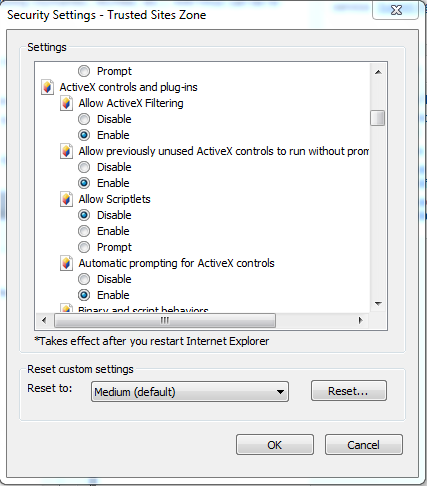 Security Settings - Trusted Sites Zone
Settings
Prompt
ActiveX controls and plug-ins
Allow ActiveX Filtering
Disable
Enable
Allow previously unused ActiveX controls to run without prom
Disable
Enable
Allow Scriptlets
Disable
Enable
Prompt
Automatic prompting for ActiveX controls
Disable
Enable
Binary and script behaviors
*Takes effect after you restart Internet Explorer
Reset custom settings
Reset to:
Medium (default)
Reset...
OK
Cancel